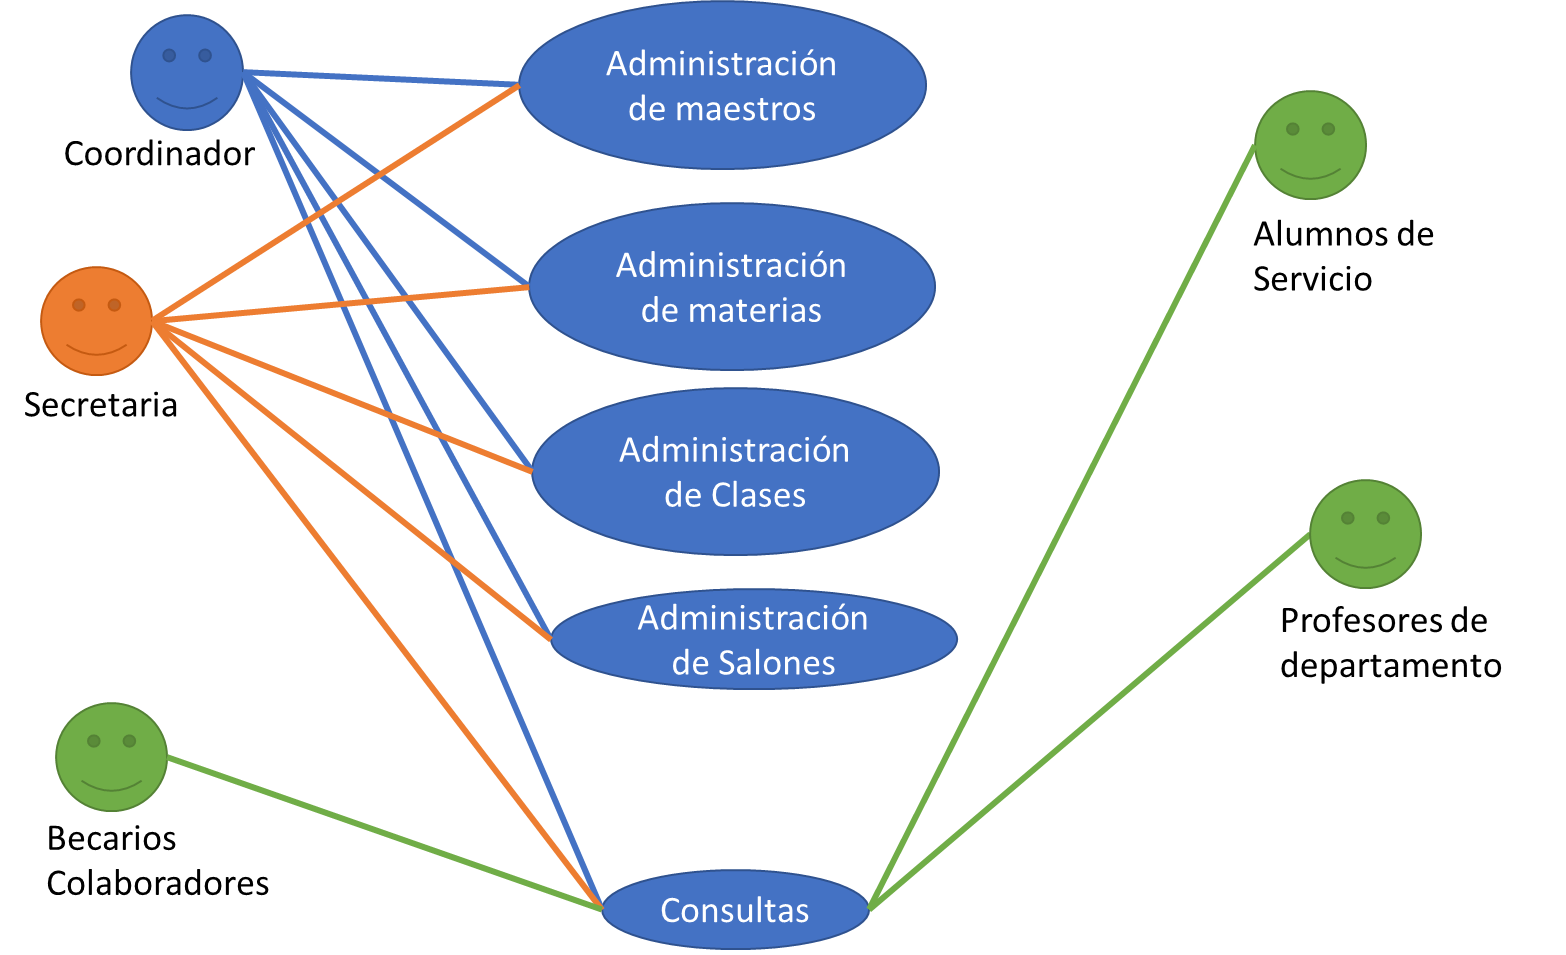 Coordinador
Administración
de maestros
Alumnos de
Servicio
Secretaria
Administración
de materias
Administración
de Clases
Administración
de Salones
Profesores de
departamento
Becarios
Colaboradores
Consultas